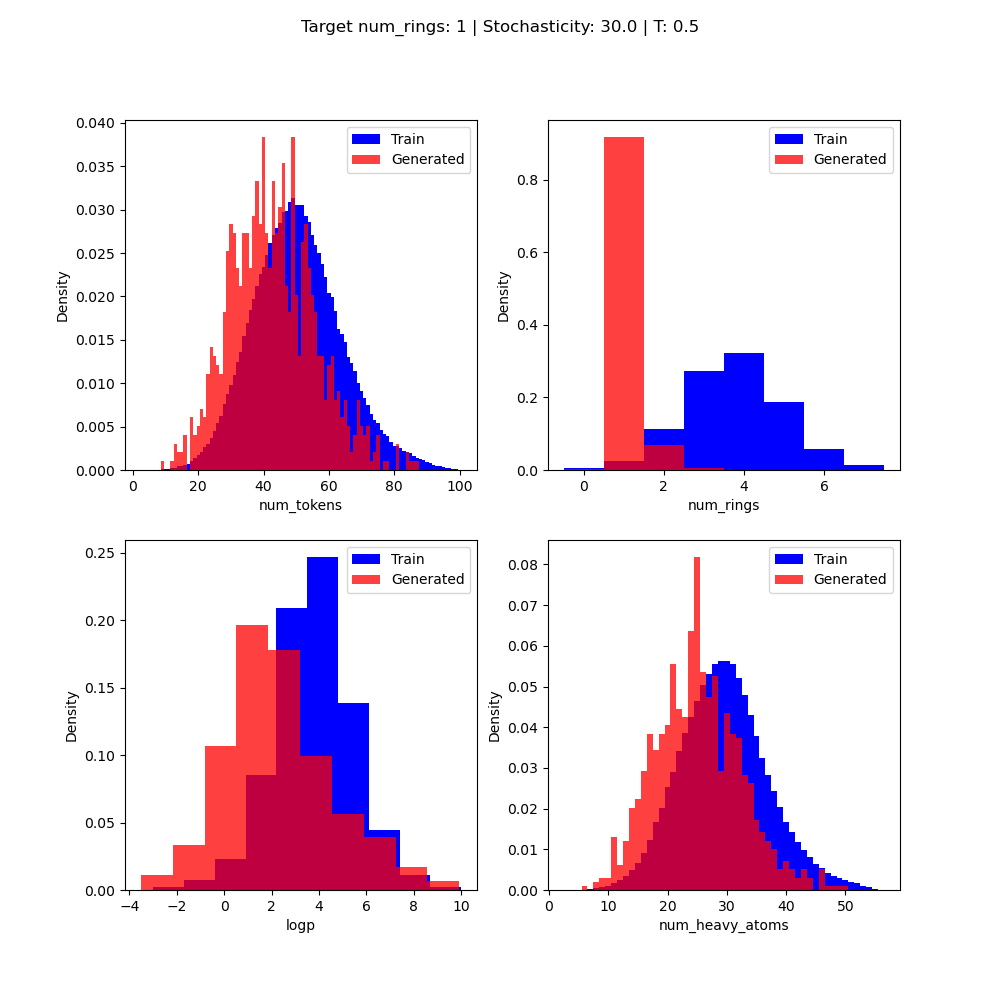 Target num_rings: 1 | Stochasticity: 30.0 | T: 0.5
0.040
0.035
0.030
0.025
0.020
0.015
0.010
0.005
0.000
Density
0 20 40 60 80 100
num_tokens
Train
Generated
0.8
0.6
0.4
0.2
0.0
Density
0 2 4 6
num_rings
Train
Generated
0.25
0.20
0.15
0.10
0.05
0.00
Density
−4 −2 0 2 4 6 8 10
logp
Train
Generated
0.08
0.07
0.06
0.05
0.04
0.03
0.02
0.01
0.00
Density
0 10 20 30 40 50
num_heavy_atoms
Train
Generated